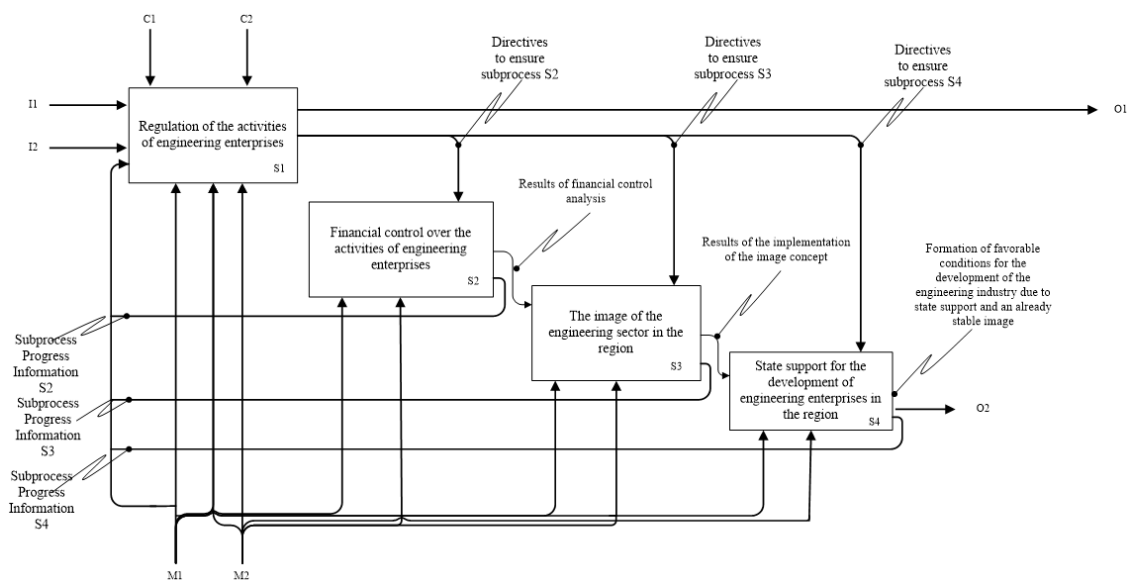 C1
C2
Directives
to ensure
subprocess S2
Directives
to ensure
subprocess S3
Directives
to ensure
subprocess S4
I1
I2
O1
Regulation of the activities
of engineering enterprises
S1
Results of financial control
analysis
Financial control over the
activities of engineering
enterprises
S2
Results of the implementation
of the image concept
Formation of favorable
conditions for the
development of the
engineering industry due to
state support and an already
stable image
The image of the
engineering sector in the
region
S3
Subprocess
Progress
Information
S2
State support for the
development of
engineering enterprises in
the region
S4
O2
Subprocess
Progress
Information
S3
Subprocess
Progress
Information
S4
M1
M2